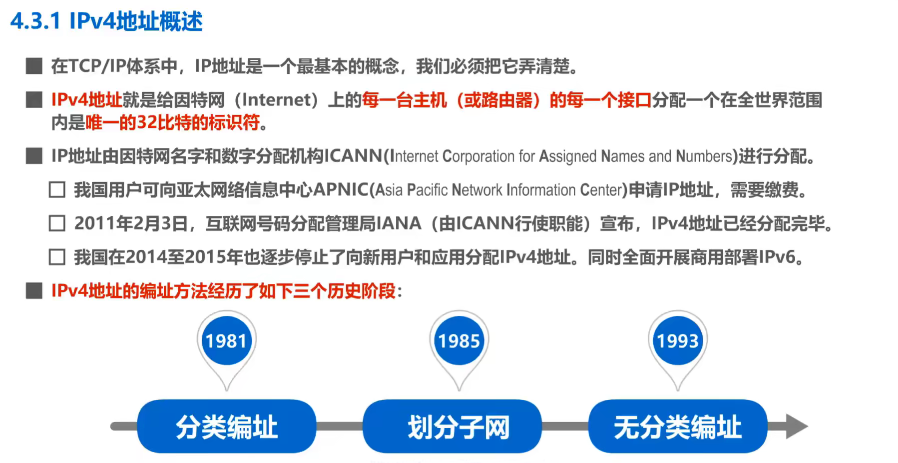 4.3.1 IPv4地址概述
在TCP/IP体系中，IP地址是一个最基本的概念，我们必须把它弄清楚。
IPv4地址就是给因特网（Internet）上的每一台主机（或路由器）的每一个接口分配一个在全世界范围
内是唯一的32比特的标识符。
IP地址由因特网名字和数字分配机构ICANN(Internet Corporation for Assigned Names and Numbers)进行分配。
我国用户可向亚太网络信息中心APNIC(Asia Pacific Network Information Center)申请IP地址，需要缴费。
2011年2月3日，互联网号码分配管理局IANA（由ICANN行使职能）宣布，IPv4地址已经分配完毕。
我国在2014至2015年也逐步停止了向新用户和应用分配IPv4地址。同时全面开展商用部署IPv6。
IPv4地址的编址方法经历了如下三个历史阶段：
1981
1985
1993
分类编址
划分子网
无分类编址